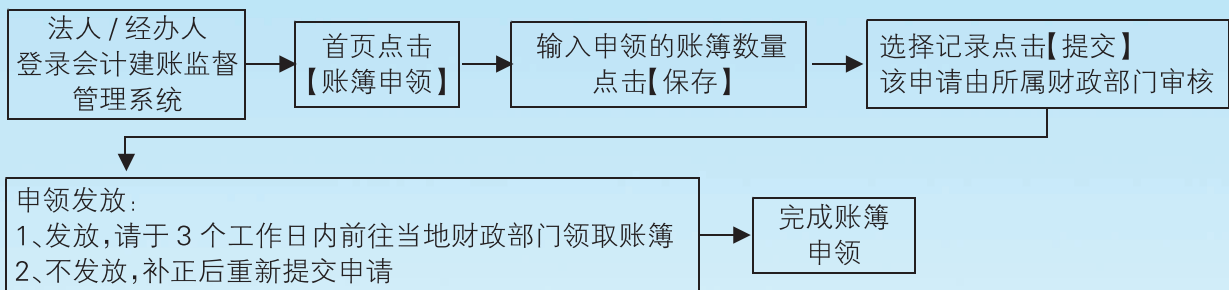 法人/经办人
登录会计建账监督
管理系统
首页点击
【账簿申领】
输入申领的账簿数量
点击【保存】
选择记录点击【提交】
该申请由所属财政部门审核
申领发放:
1、发放,请于3个工作日内前往当地财政部门领取账簿
2、不发放,补正后重新提交申请
完成账簿
申领